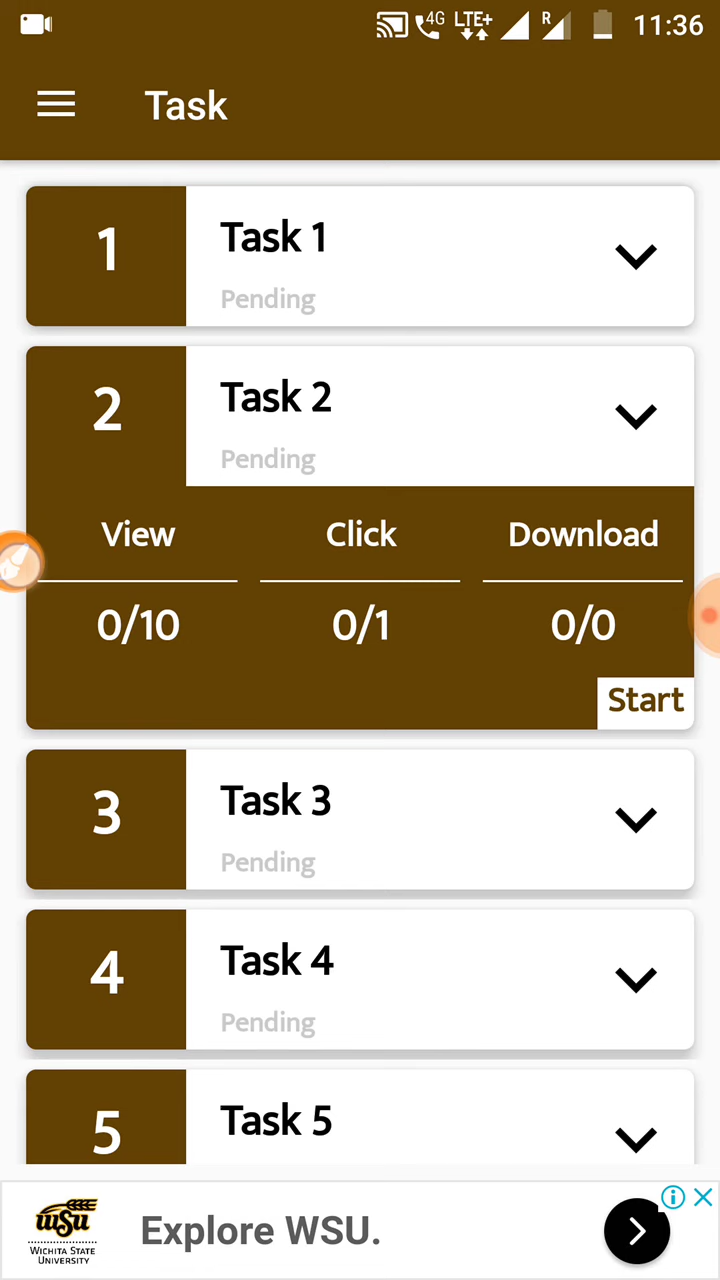 4G LTE+ R 11:36
Task
1
Task 1
Pending
2
Task 2
Pending
View Click Download
0/10 0/1 0/0
Start
3
Task 3
Pending
4
Task 4
Pending
5
Task 5
wsu
WICHITA STATE
UNIVERSITY
Explore WSU.